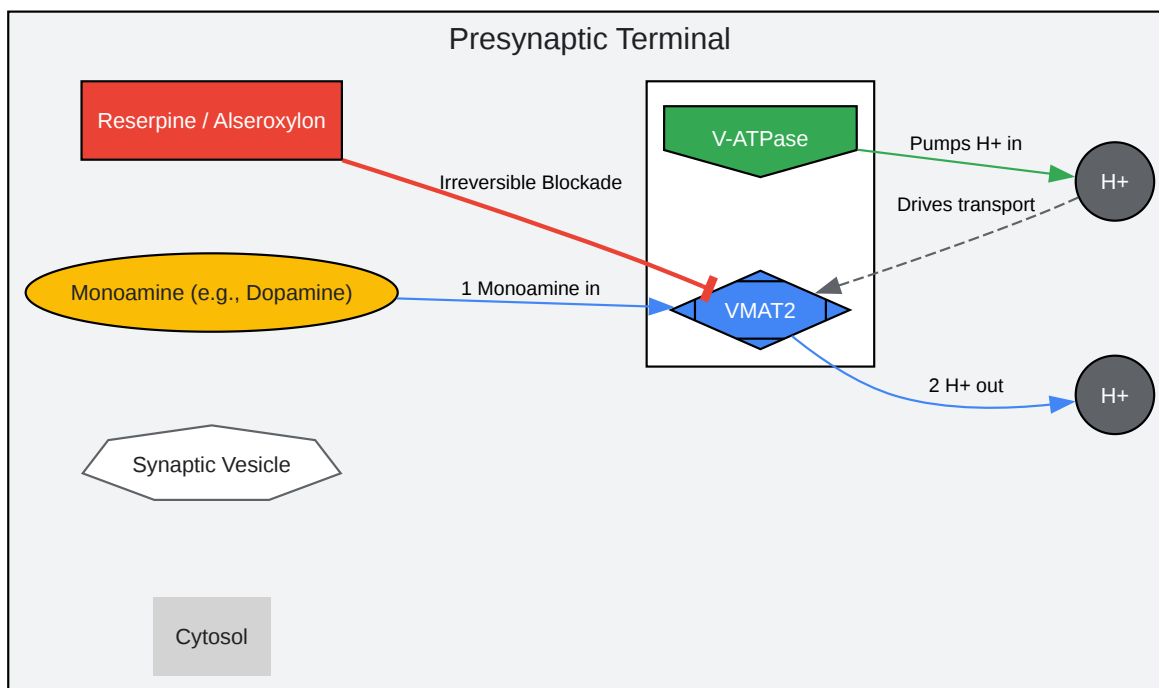 Presynaptic Terminal
Reserpine / Alseroxylon
V-ATPase
Pumps H+ in
H+
Irreversible Blockade
Drives transport
Monoamine (e.g., Dopamine)
1 Monoamine in
VMAT2
2 H+ out
H+
Synaptic Vesicle
Cytosol